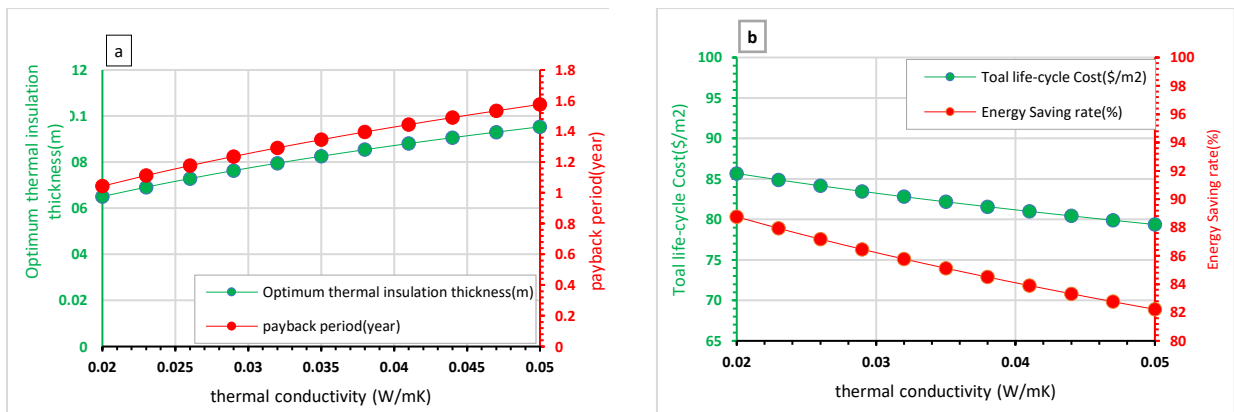 a
Optimum thermal insulation
thickness(m)
12
0.1
08
06
04
0.02
0
1.8
1.6
1.4
1.2
1
0.8
0.6
0.4
0.2
0
payback period(year)
Optimum thermal insulation thickness(m)
payback period(year)
0.02 0.025 0.03 0.035 0.04 0.045 0.05
thermal conductivity (W/mK)
b
Toal life-cycle Cost($/m2)
100
95
90
85
80
75
70
65
100
98
96
94
92
90
88
86
84
82
80
Energy Saving rate(%)
Toal life-cycle Cost($/m2)
Energy Saving rate(%)
0.02 0.03 0.04 0.05
thermal conductivity (W/mK)